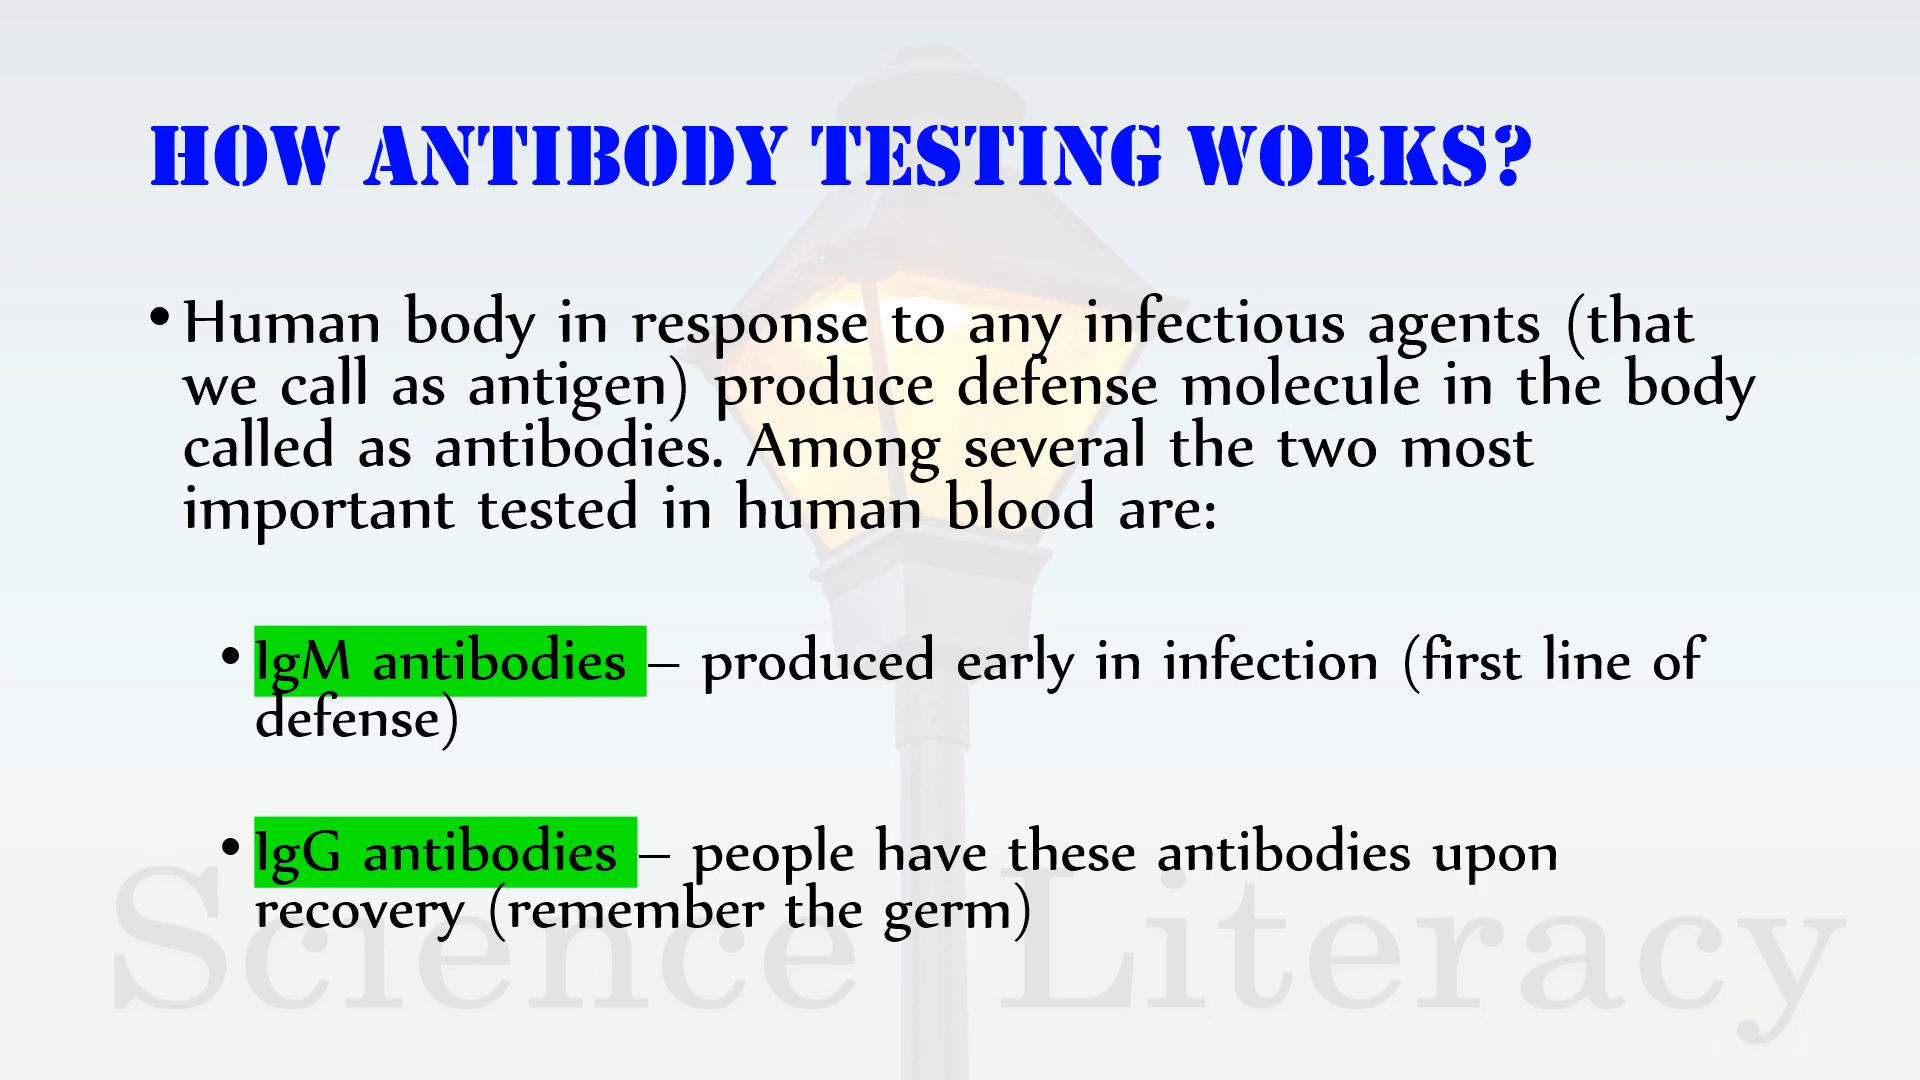 HOW ANTIBODY TESTING WORKS?
• Human body in response to any infectious agents (that
we call as antigen) produce defense molecule in the body
called as antibodies. Among several the two most
important tested in human blood are:
• IgM antibodies – produced early in infection (first line of
defense)
• IgG antibodies – people have these antibodies upon
recovery (remember the germ)
Science Literacy